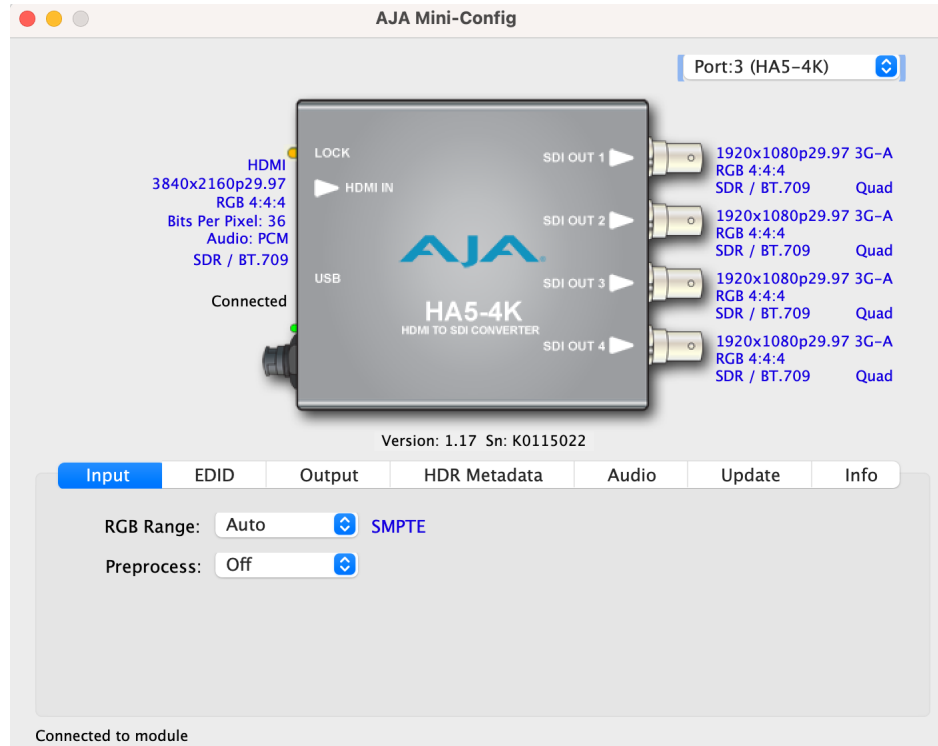 AJA Mini-Config
Port:3 (HA5-4K)
LOCK
HDMI
3840x2160p29.97
RGB 4:4:4
Bits Per Pixel: 36
Audio: PCM
SDR / BT.709
HDMI IN
USB
Connected
AJA
HA5-4K
HDMI TO SDI CONVERTER
SDI OUT 1
1920x1080p29.97 3G-A
RGB 4:4:4
SDR / BT.709 Quad
SDI OUT 2
1920x1080p29.97 3G-A
RGB 4:4:4
SDR / BT.709 Quad
SDI OUT 3
1920x1080p29.97 3G-A
RGB 4:4:4
SDR / BT.709 Quad
SDI OUT 4
1920x1080p29.97 3G-A
RGB 4:4:4
SDR / BT.709 Quad
Version: 1.17 Sn: K0115022
Input EDID Output HDR Metadata Audio Update Info
RGB Range: Auto SMPTE
Preprocess: Off
Connected to module